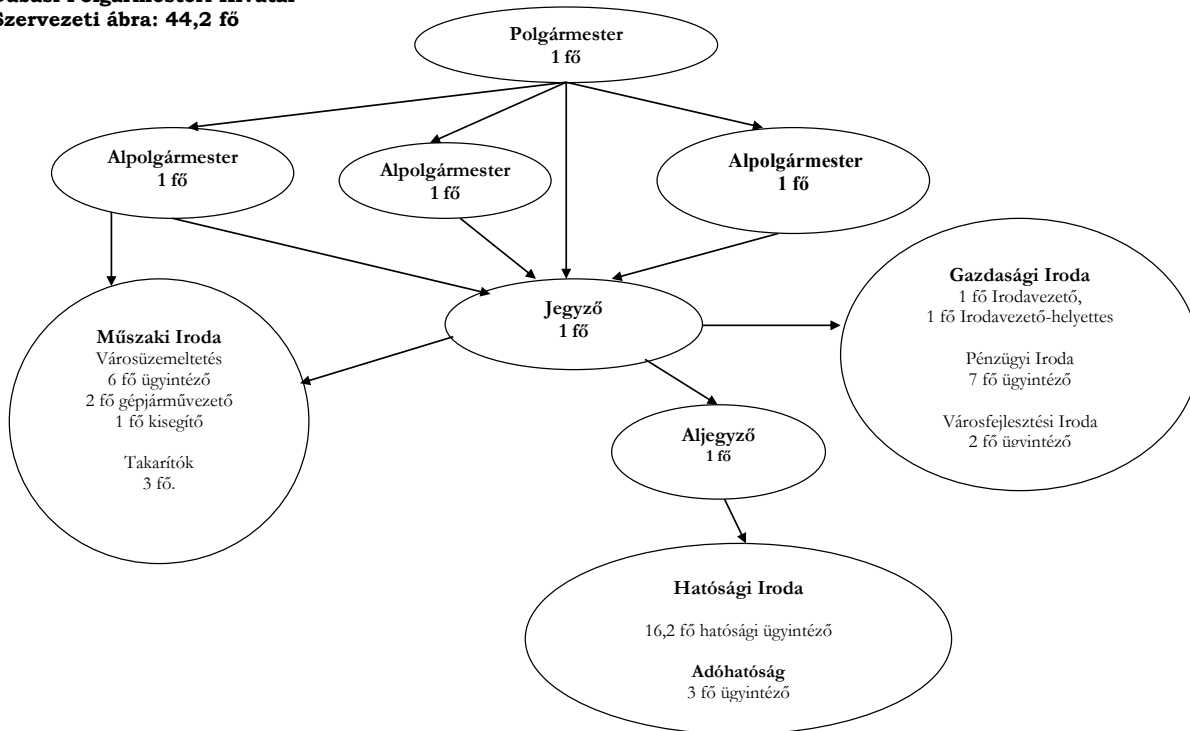 Szervezeti ábra: 44,2 fő
Polgármester
1 fő
Alpolgármester
1 fő
Alpolgármester
1 fő
Alpolgármester
1 fő
Jegyző
1 fő
Gazdasági Iroda
1 fő Irodavezető,
1 fő Irodavezető-helyettes
Pénzügyi Iroda
7 fő ügyintéző
Városfejlesztési Iroda
2 fő ügyintéző
Műszaki Iroda
Városüzemeltetés
6 fő ügyintéző
2 fő gépjárművezető
1 fő kisegítő
Takarítók
3 fő.
Aljegyző
1 fő
Hatósági Iroda
16,2 fő hatósági ügyintéző
Adóhatóság
3 fő ügyintéző